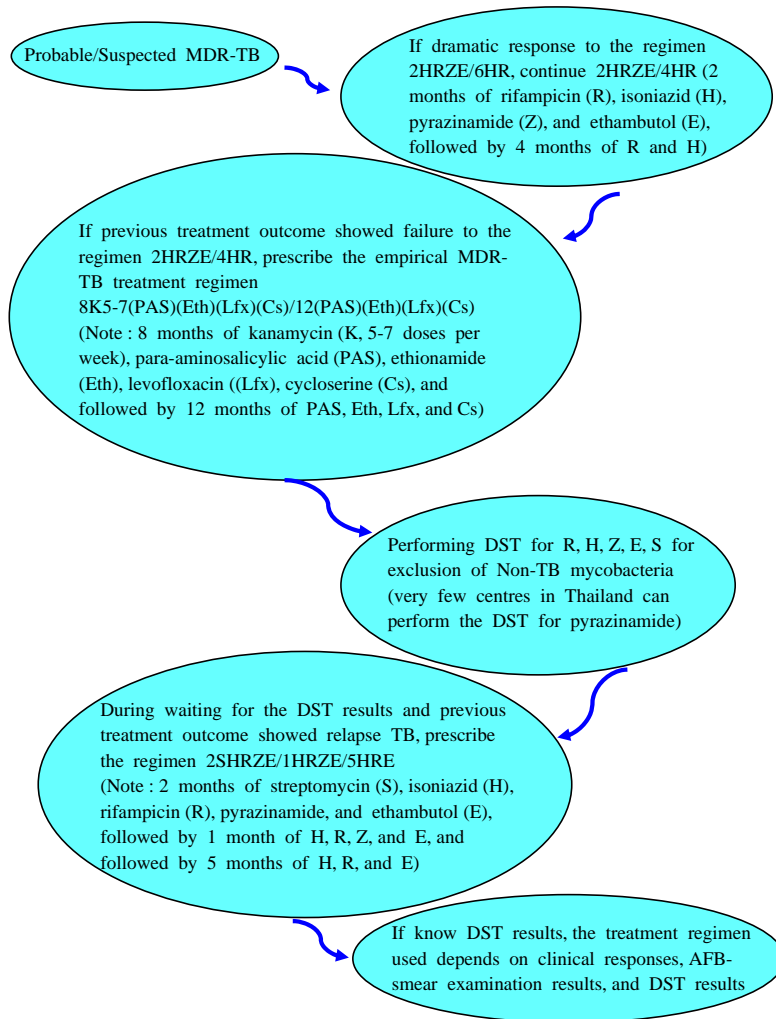 Probable/Suspected MDR-TB
If dramatic response to the regimen
2HRZE/6HR, continue 2HRZE/4HR (2
months of rifampicin (R), isoniazid (H),
pyrazinamide (Z), and ethambutol (E),
followed by 4 months of R and H)
If previous treatment outcome showed failure to the
regimen 2HRZE/4HR, prescribe the empirical MDR-
TB treatment regimen
8K5-7(PAS)(Eth)(Lfx)(Cs)/12(PAS)(Eth)(Lfx)(Cs)
(Note : 8 months of kanamycin (K, 5-7 doses per
week), para-aminosalicylic acid (PAS), ethionamide
(Eth), levofloxacin ((Lfx), cycloserine (Cs), and
followed by 12 months of PAS, Eth, Lfx, and Cs)
Performing DST for R, H, Z, E, S for
exclusion of Non-TB mycobacteria
(very few centres in Thailand can
perform the DST for pyrazinamide)
During waiting for the DST results and previous
treatment outcome showed relapse TB, prescribe
the regimen 2SHRZE/1HRZE/5HRE
(Note : 2 months of streptomycin (S), isoniazid (H),
rifampicin (R), pyrazinamide, and ethambutol (E),
followed by 1 month of H, R, Z, and E, and
followed by 5 months of H, R, and E)
If know DST results, the treatment regimen
used depends on clinical responses, AFB-
smear examination results, and DST results